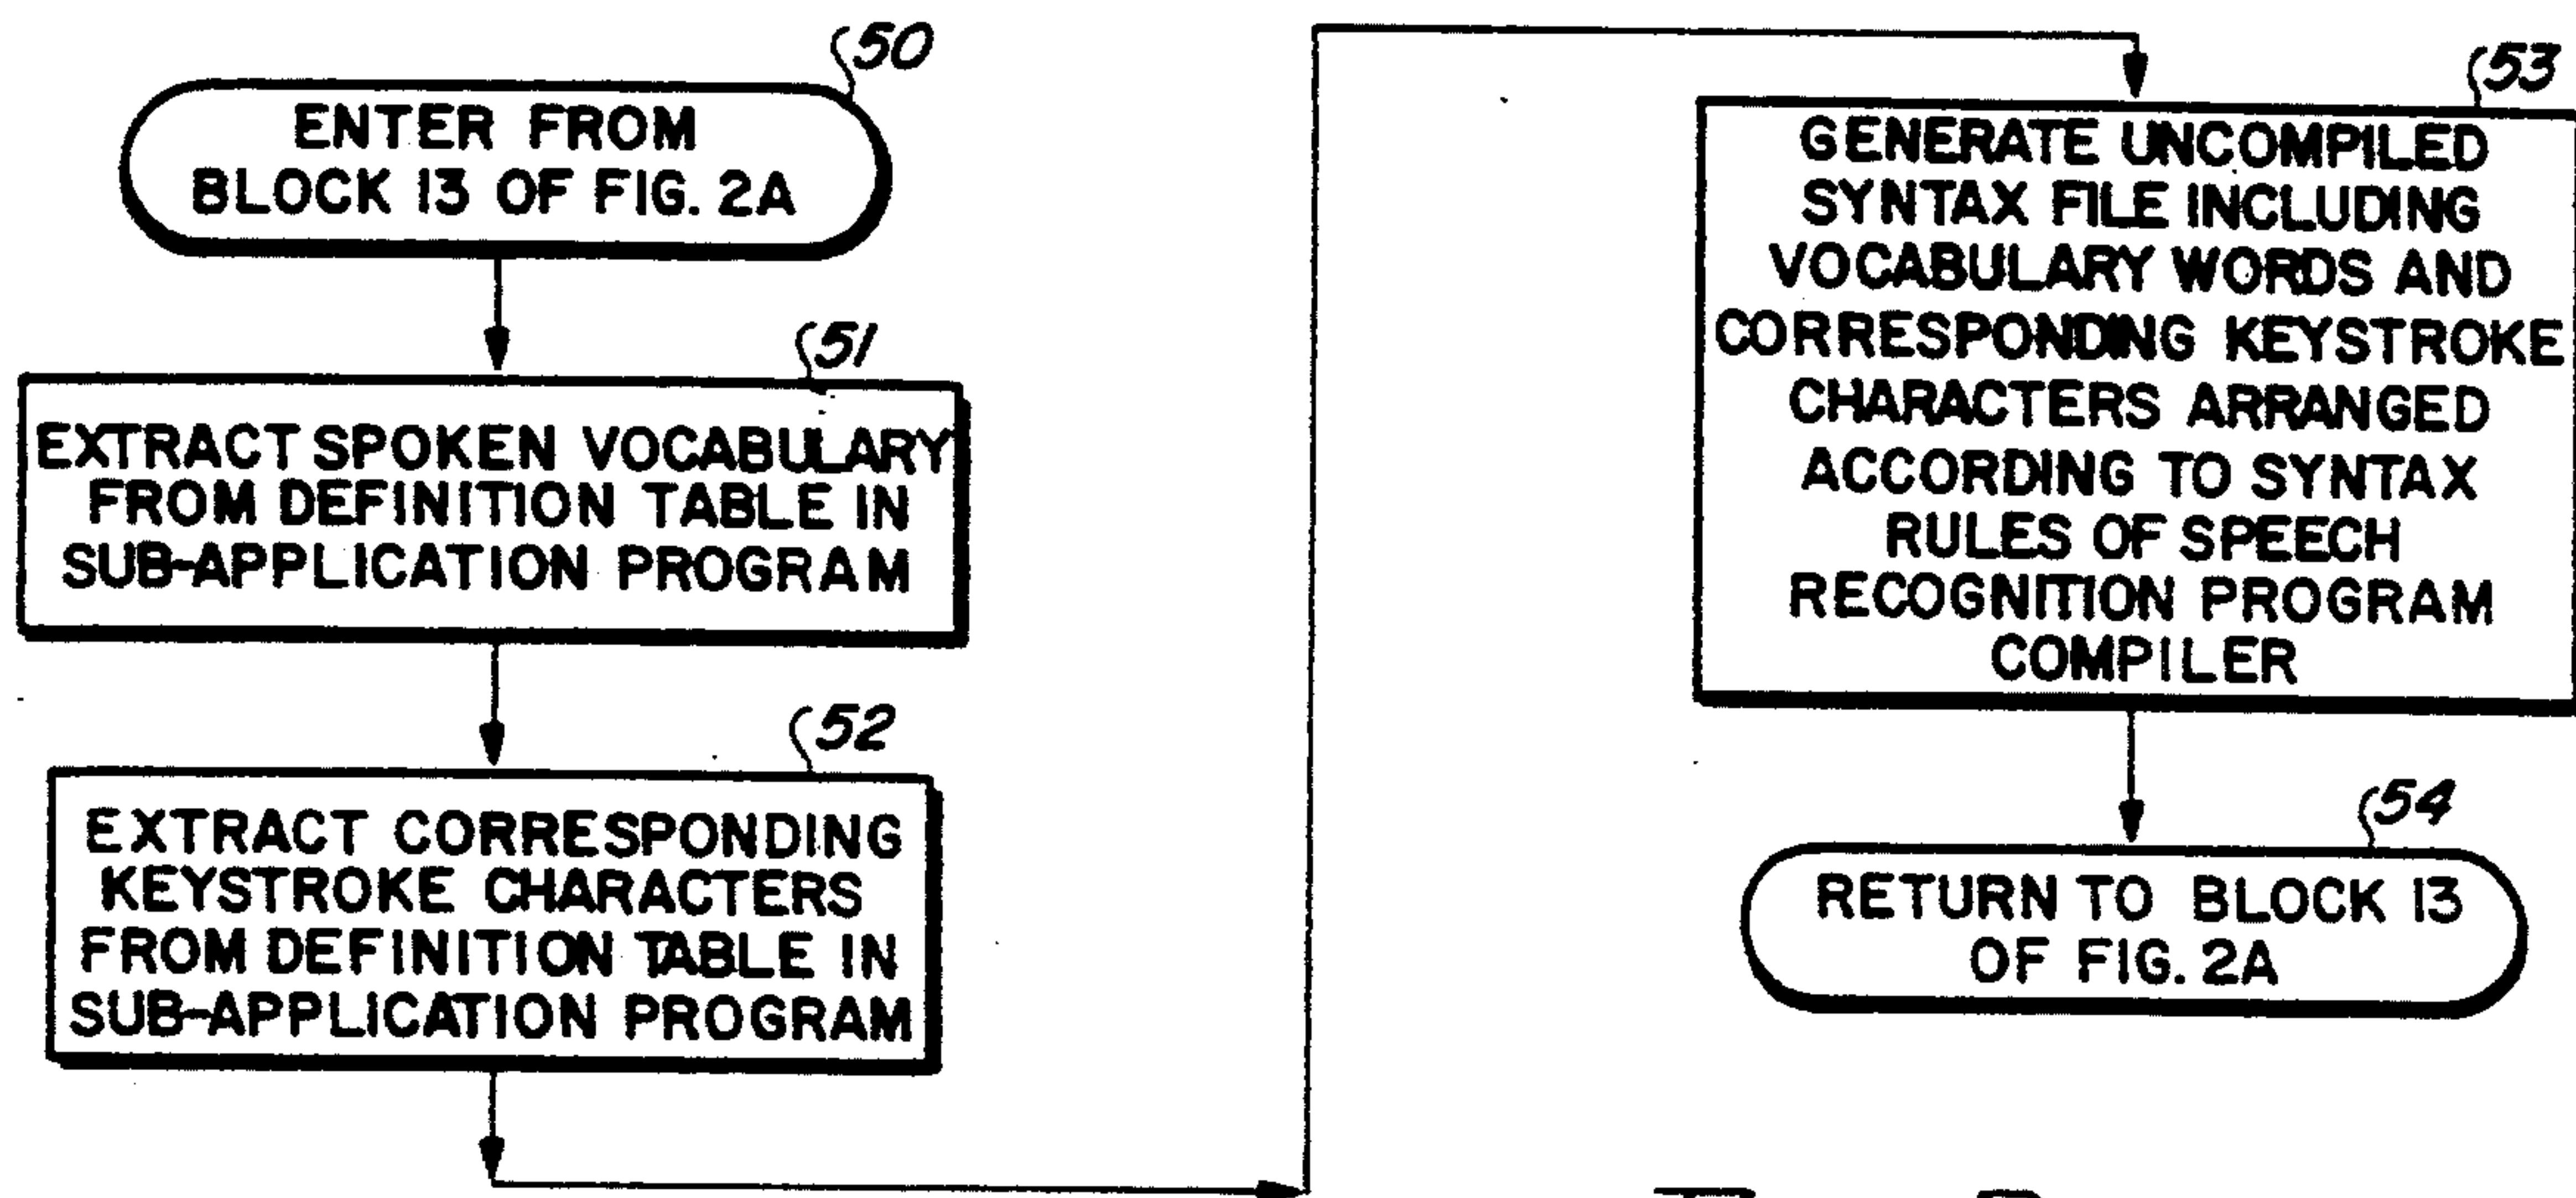 50
ENTER FROM
BLOCK 13 OF FIG. 2A
51
EXTRACT SPOKEN VOCABULARY
FROM DEFINITION TABLE IN
SUB-APPLICATION PROGRAM
52
EXTRACT CORRESPONDING
KEYSTROKE CHARACTERS
FROM DEFINITION TABLE IN
SUB-APPLICATION PROGRAM
53
GENERATE UNCOMPILED
SYNTAX FILE INCLUDING
VOCABULARY WORDS AND
CORRESPONDING KEYSTROKE
CHARACTERS ARRANGED
ACCORDING TO SYNTAX
RULES OF SPEECH
RECOGNITION PROGRAM
COMPILER
54
RETURN TO BLOCK 13
OF FIG. 2A